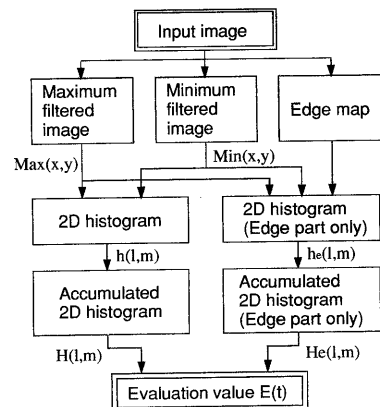 Input image
Maximum
filtered
image
Minimum
filtered
image
Edge map
Max(x,y)
Min(x,y)
2D histogram
2D histogram
(Edge part only)
h(l,m)
he(l,m)
Accumulated
2D histogram
Accumulated
2D histogram
(Edge part only)
H(l,m)
He(l,m)
Evaluation value E(t)